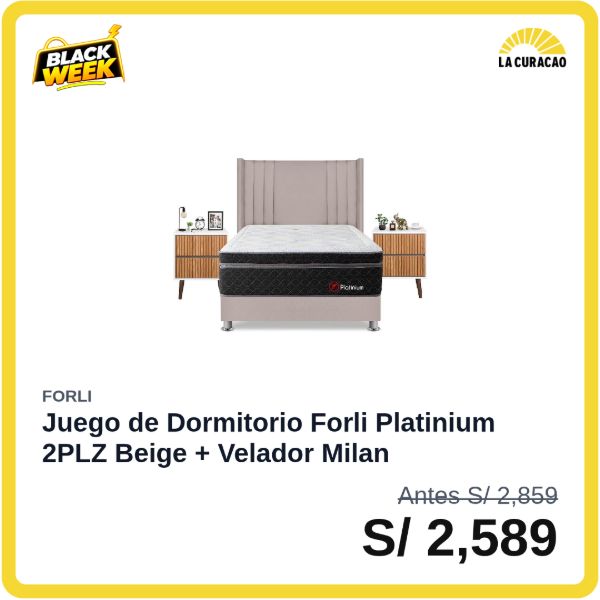 BLACK
WEEK
LA CURACAO
Platinium
FORLI
Juego de Dormitorio Forli Platinium
2PLZ Beige + Velador Milan
Antes S/ 2,859
S/ 2,589